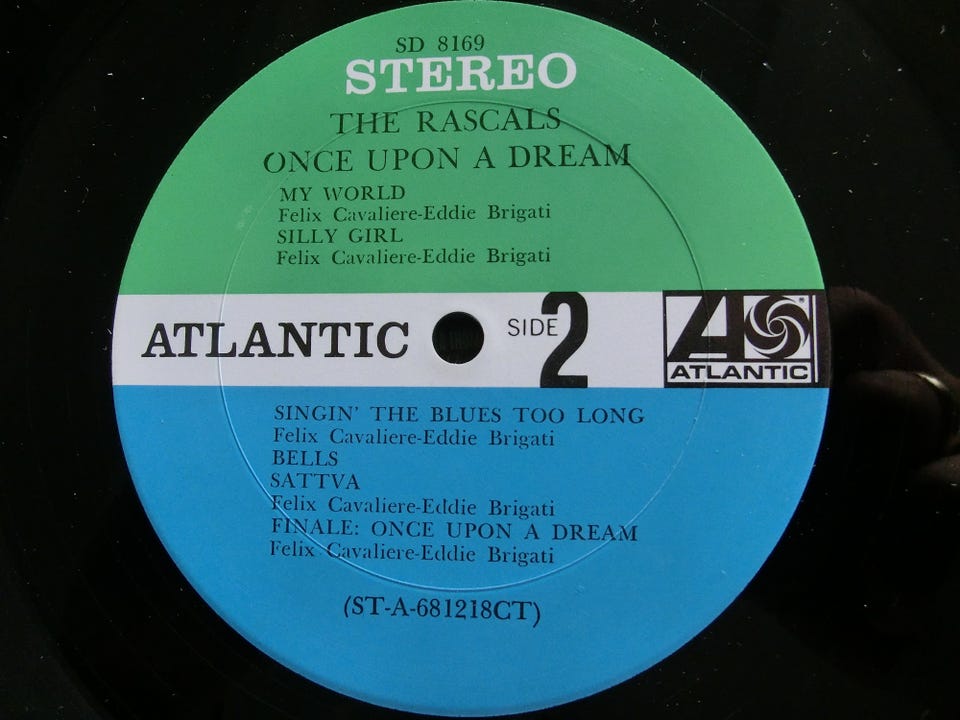 SD 8169
STEREO
THE RASCALS
ONCE UPON A DREAM
MY WORLD
Felix Cavaliere-Eddie Brigati
SILLY GIRL
Felix Cavaliere-Eddie Brigati
ATLANTIC
SIDE 2
A
ATLANTIC
SINGIN' THE BLUES TOO LONG
Felix Cavaliere-Eddie Brigati
BELLS
SATTVA
Felix Cavaliere-Eddie Brigati
FINALE: ONCE UPON A DREAM
Felix Cavaliere-Eddie Brigati
(ST-A-681218CT)